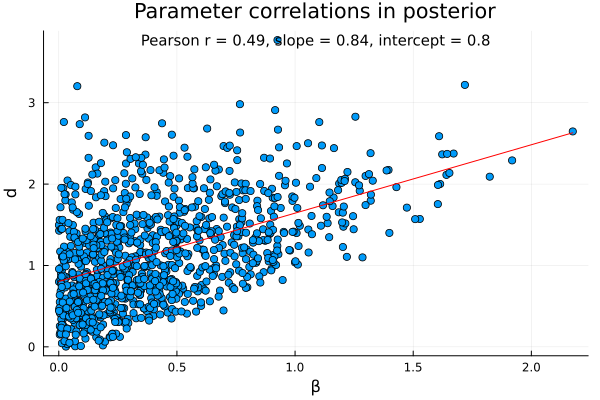 Parameter correlations in posterior
Pearson r = 0.49, slope = 0.84, intercept = 0.8
3
d
2
1
0
0.0 0.5 1.0 1.5 2.0
β